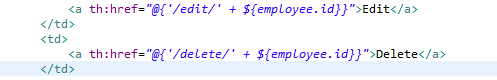 <a th:href="@{'/edit/' + ${employee.id}}">Edit</a>
</td>
<td>
<a th:href="@{'/delete/' + ${employee.id}}">Delete</a>
</td>